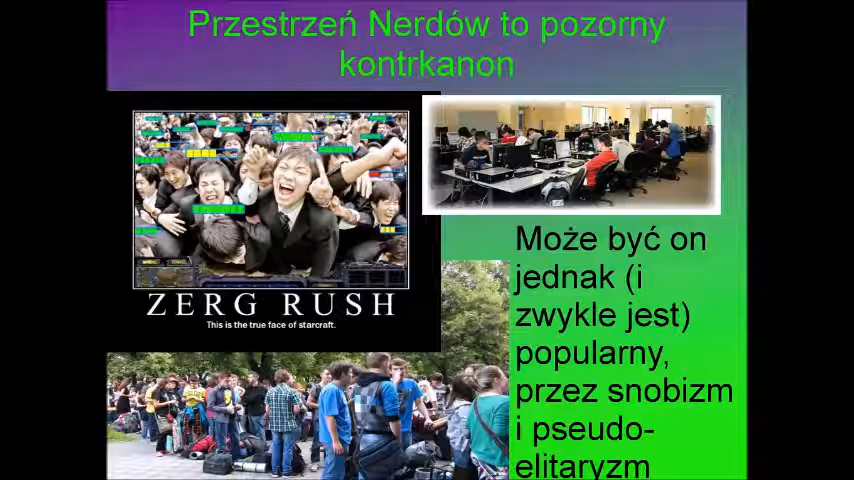 Przestrzeń Nerdów to pozorny
kontrkanon
ZERG RUSH
This is the true face of starcraft.
Może być on
jednak (i
zwykle jest)
popularny,
przez snobizm
i pseudo-
elitaryzm